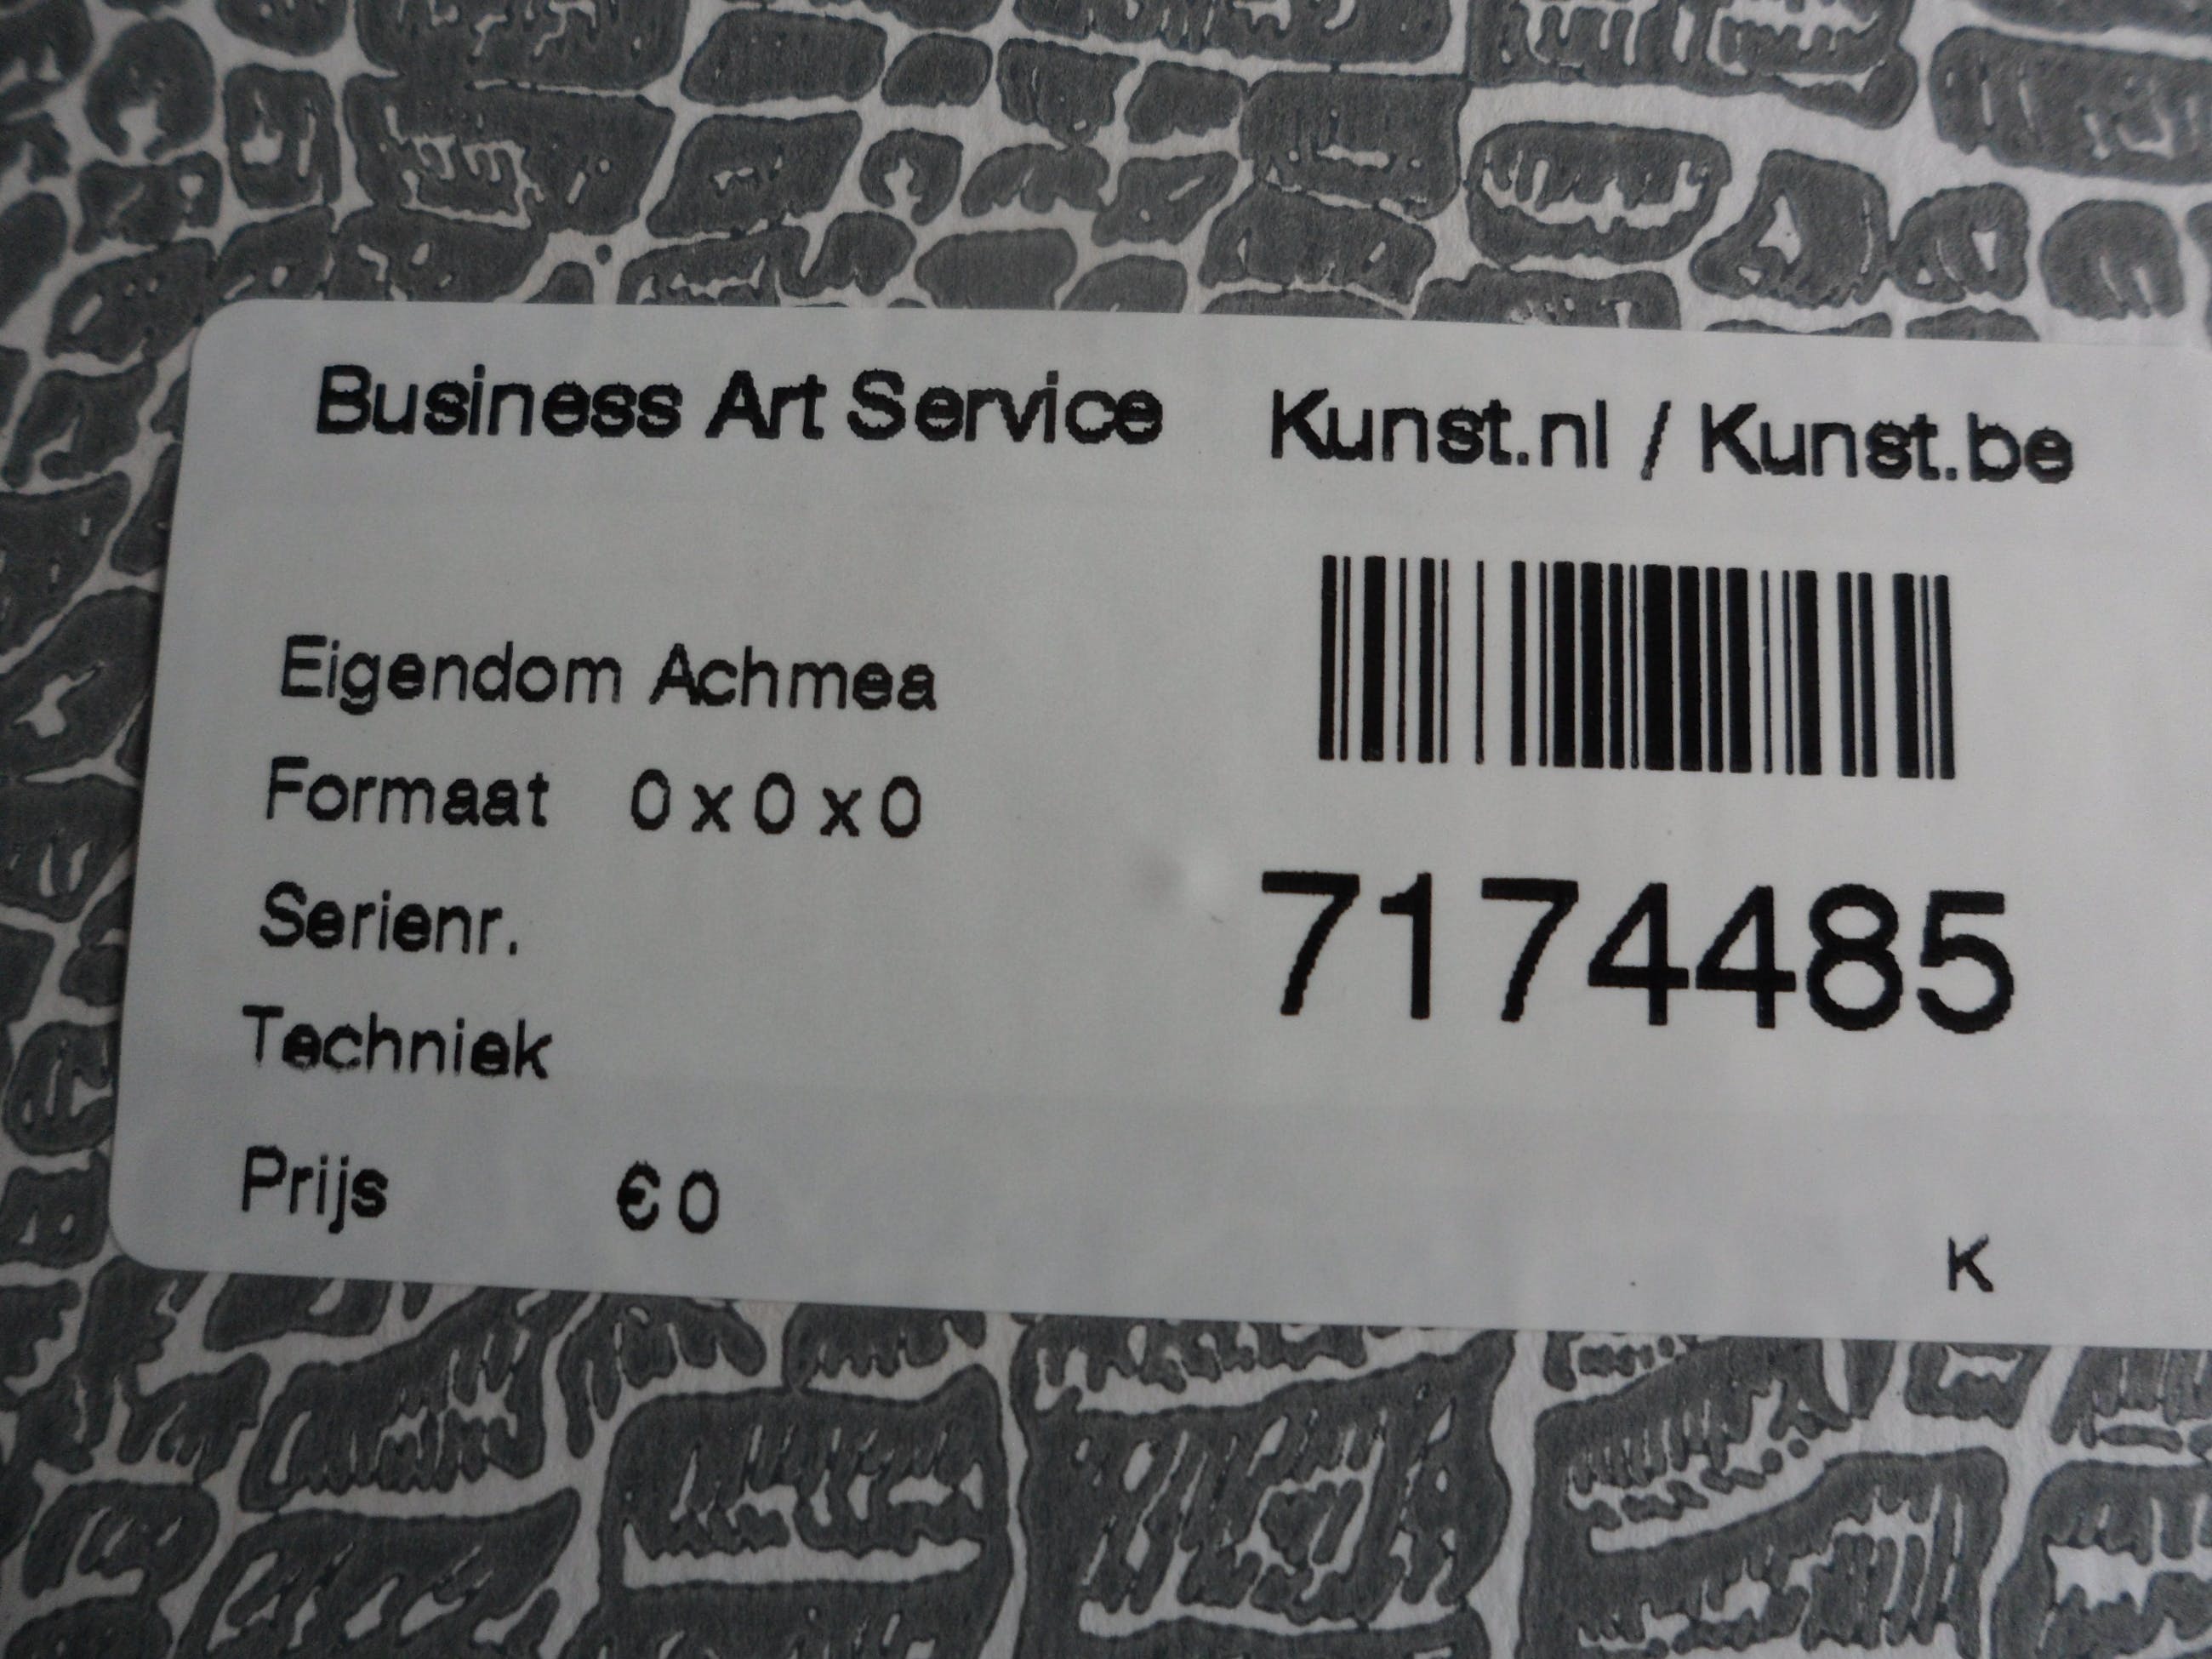 Business Art Service Kunst.nl / Kunst.be
Eigendom Achmea
Formaat 0 x 0 x 0
Serienr.
7174485
Techniek
Prijs € 0
K